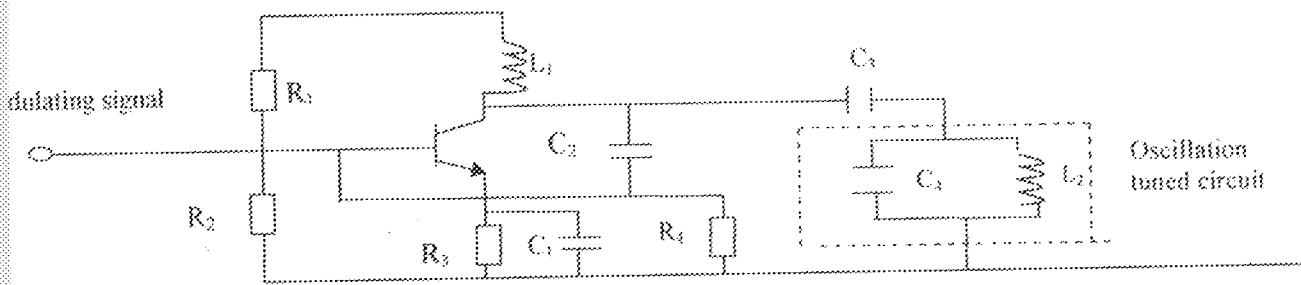 dulating signal
R₁
L₁
C₃
C₂
Oscillation
tuned circuit
C₄
L₂
R₂
R₃
C₁
R₄